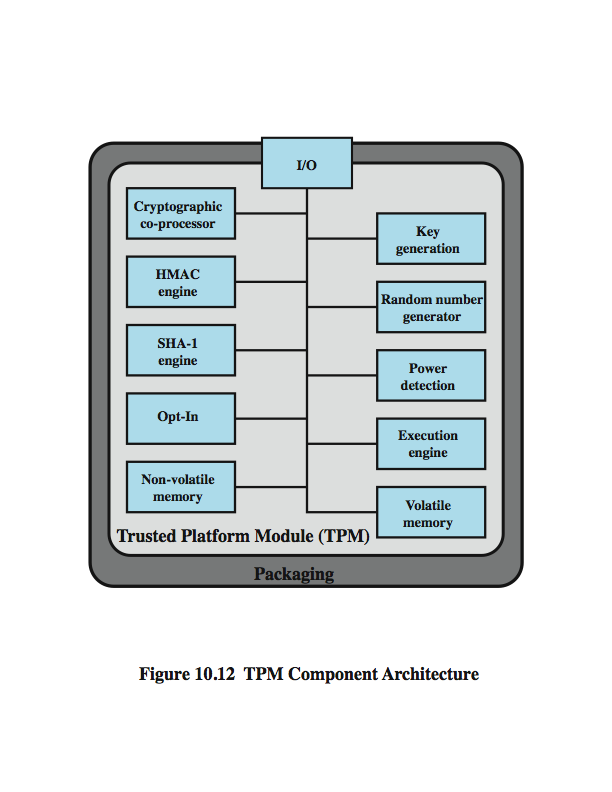 I/O
Cryptographic
co-processor
HMAC
engine
SHA-1
engine
Opt-In
Non-volatile
memory
Key
generation
Random number
generator
Power
detection
Execution
engine
Volatile
memory
Trusted Platform Module (TPM)
Packaging
Figure 10.12 TPM Component Architecture